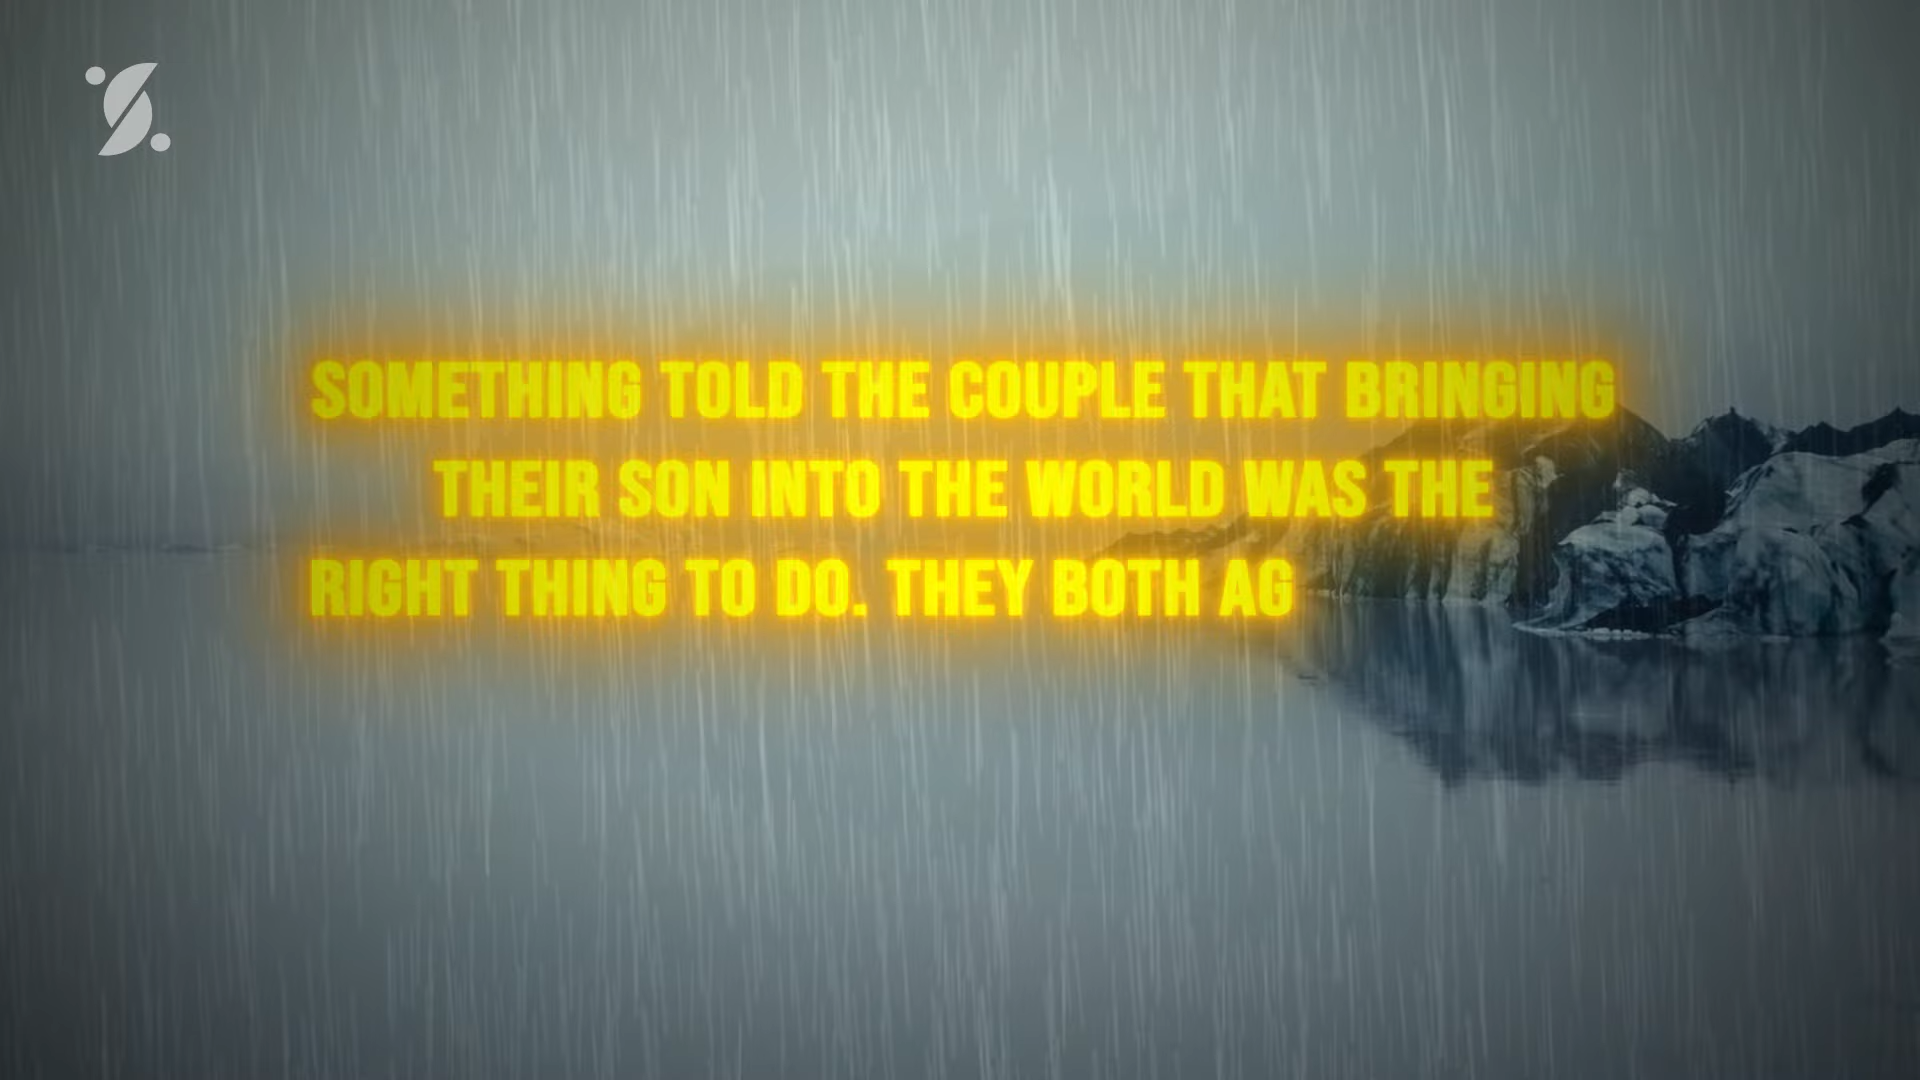 SOMETHING TOLD THE COUPLE THAT BRINGING
THEIR SON INTO THE WORLD WAS THE
RIGHT THING TO DO. THEY BOTH AG